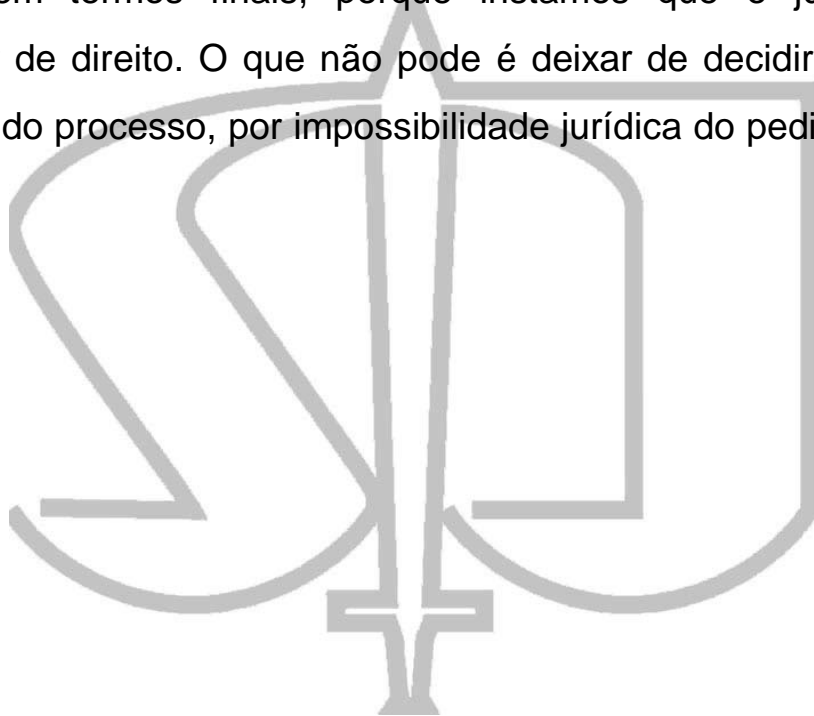 em termos finais, porque instamos que o
de direito. O que não pode é deixar de decidir
do processo, por impossibilidade jurídica do pedi